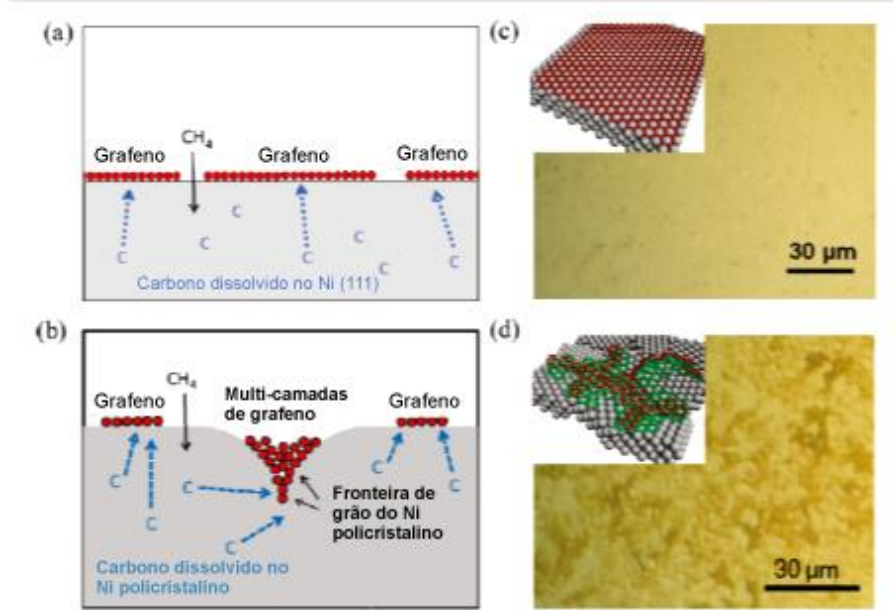 (a)
CH₄
Grafeno Grafeno Grafeno
C C
C C C C
Carbono dissolvido no Ni (111)
(c)
30 µm
(b)
CH₄
Grafeno
Multi-camadas
de grafeno
Grafeno
C C
C
C
C
Fronteira de
grão do Ni
policristalino
Carbono dissolvido no
Ni policristalino
(d)
30 µm